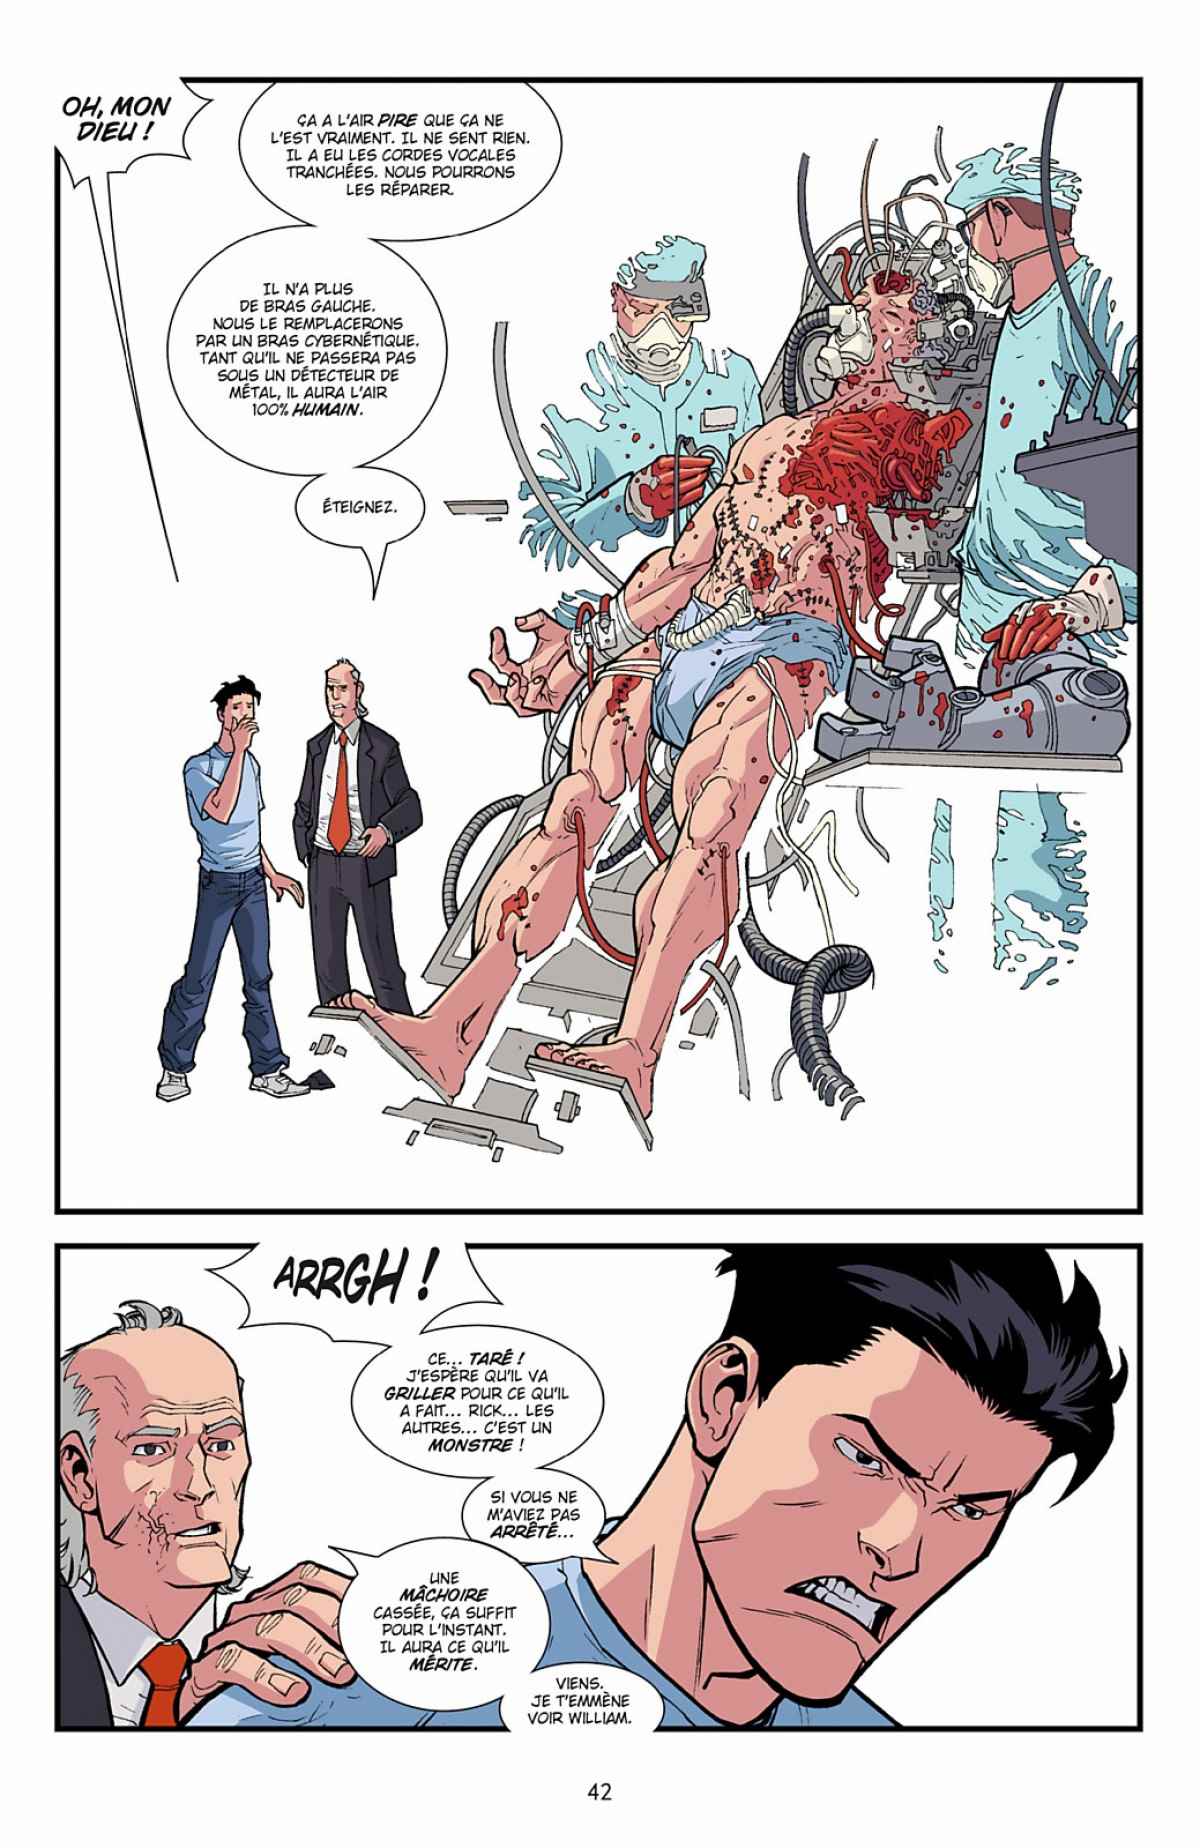 OH, MON
DIEU !
ÇA A L'AIR PIRE QUE ÇA NE
L'EST VRAIMENT. IL NE SENT RIEN.
IL A EU LES CORDES VOCALES
TRANCHÉES. NOUS POURRONS
LES RÉPARER.
IL N'A PLUS
DE BRAS GAUCHE.
NOUS LE REMPLACERONS
PAR UN BRAS CYBERNÉTIQUE.
TANT QU'IL NE PASSERA PAS
SOUS UN DÉTECTEUR DE
MÉTAL, IL AURA L'AIR
100% HUMAIN.
ÉTEIGNEZ.
ARRGH !
CE... TARÉ !
J'ESPÈRE QU'IL VA
GRILLER POUR CE QU'IL
A FAIT... RICK... LES
AUTRES... C'EST UN
MONSTRE !
SI VOUS NE
M'AVIEZ PAS
ARRÊTÉ...
UNE
MÂCHOIRE
CASSÉE, ÇA SUFFIT
POUR L'INSTANT.
IL AURA CE QU'IL
MÉRITE.
VIENS.
JE T'EMMÈNE
VOIR WILLIAM.
42